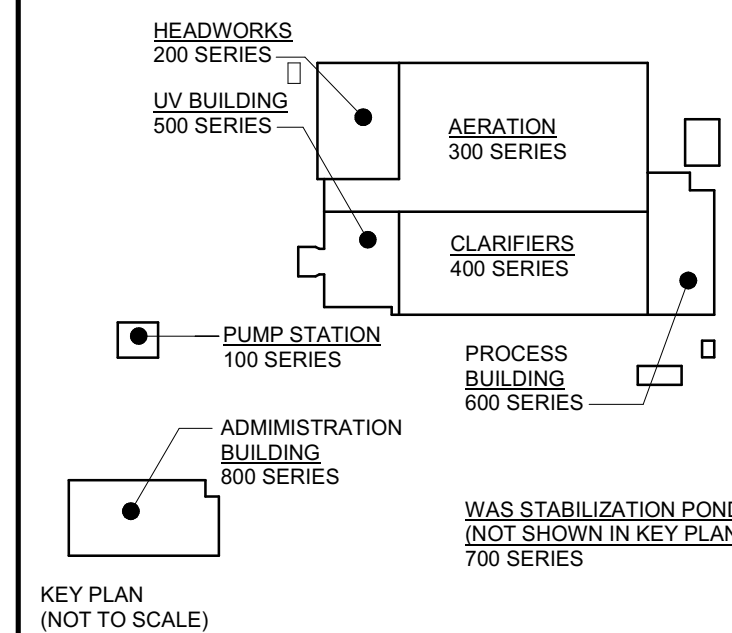 HEADWORKS
200 SERIES
UV BUILDING
500 SERIES
AERATION
300 SERIES
CLARIFIERS
400 SERIES
PUMP STATION
100 SERIES
PROCESS
BUILDING
600 SERIES
ADMIMISTRATION
BUILDING
800 SERIES
WAS STABILIZATION POND
(NOT SHOWN IN KEY PLAN
700 SERIES
KEY PLAN
(NOT TO SCALE)